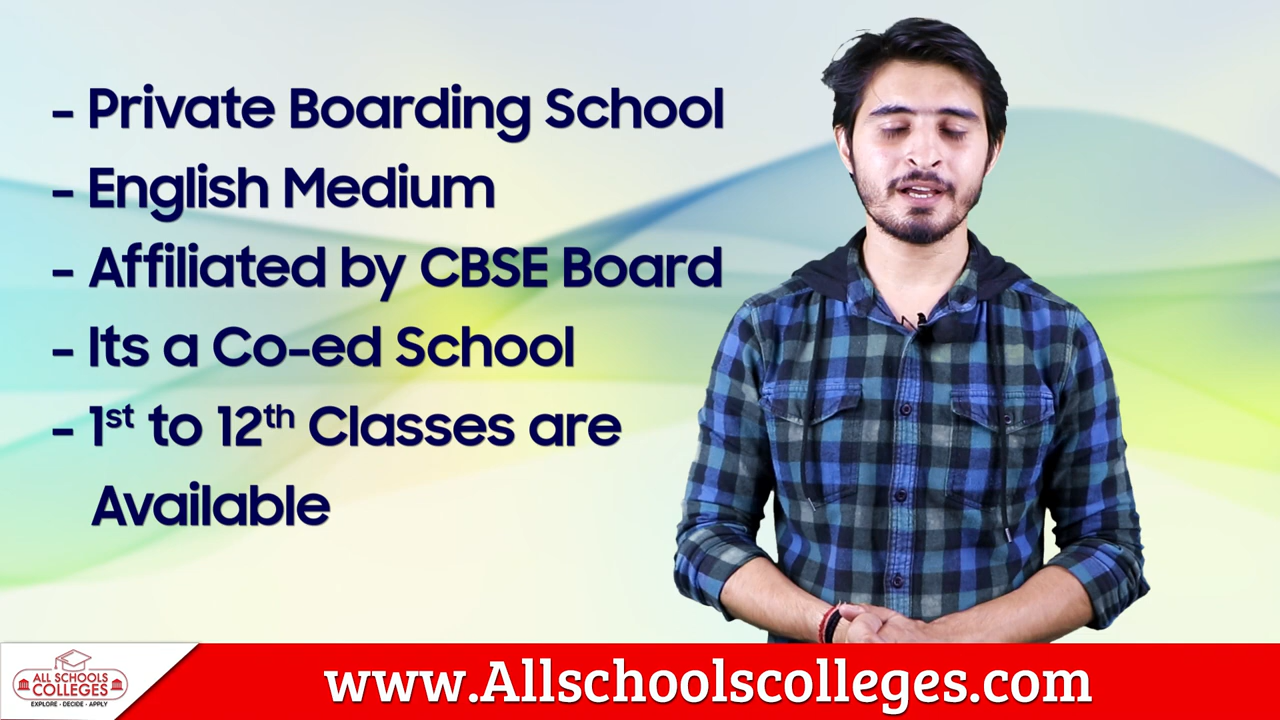 - Private Boarding School
- English Medium
- Affiliated by CBSE Board
- Its a Co-ed School
- 1st to 12th Classes are
Available
ALL SCHOOLS
COLLEGES
EXPLORE - DECIDE - APPLY
www.Allschoolscolleges.com